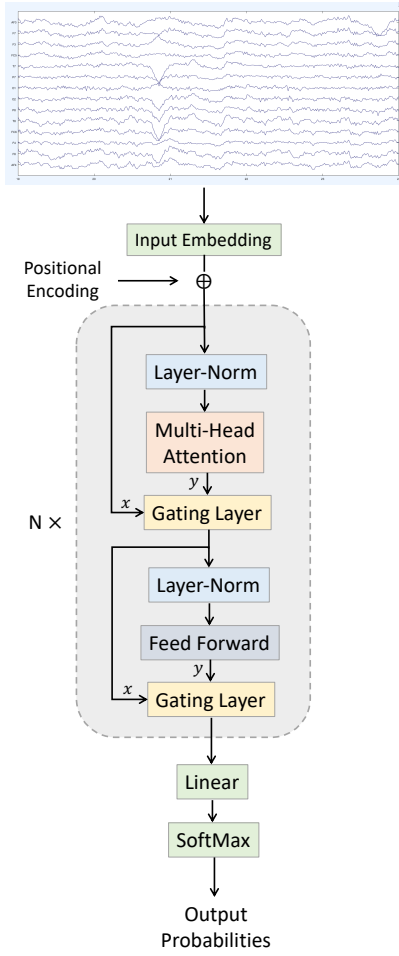 Input Embedding
Positional
Encoding
Layer-Norm
Multi-Head
Attention
y
x
Gating Layer
N ×
Layer-Norm
Feed Forward
y
x
Gating Layer
Linear
SoftMax
Output
Probabilities